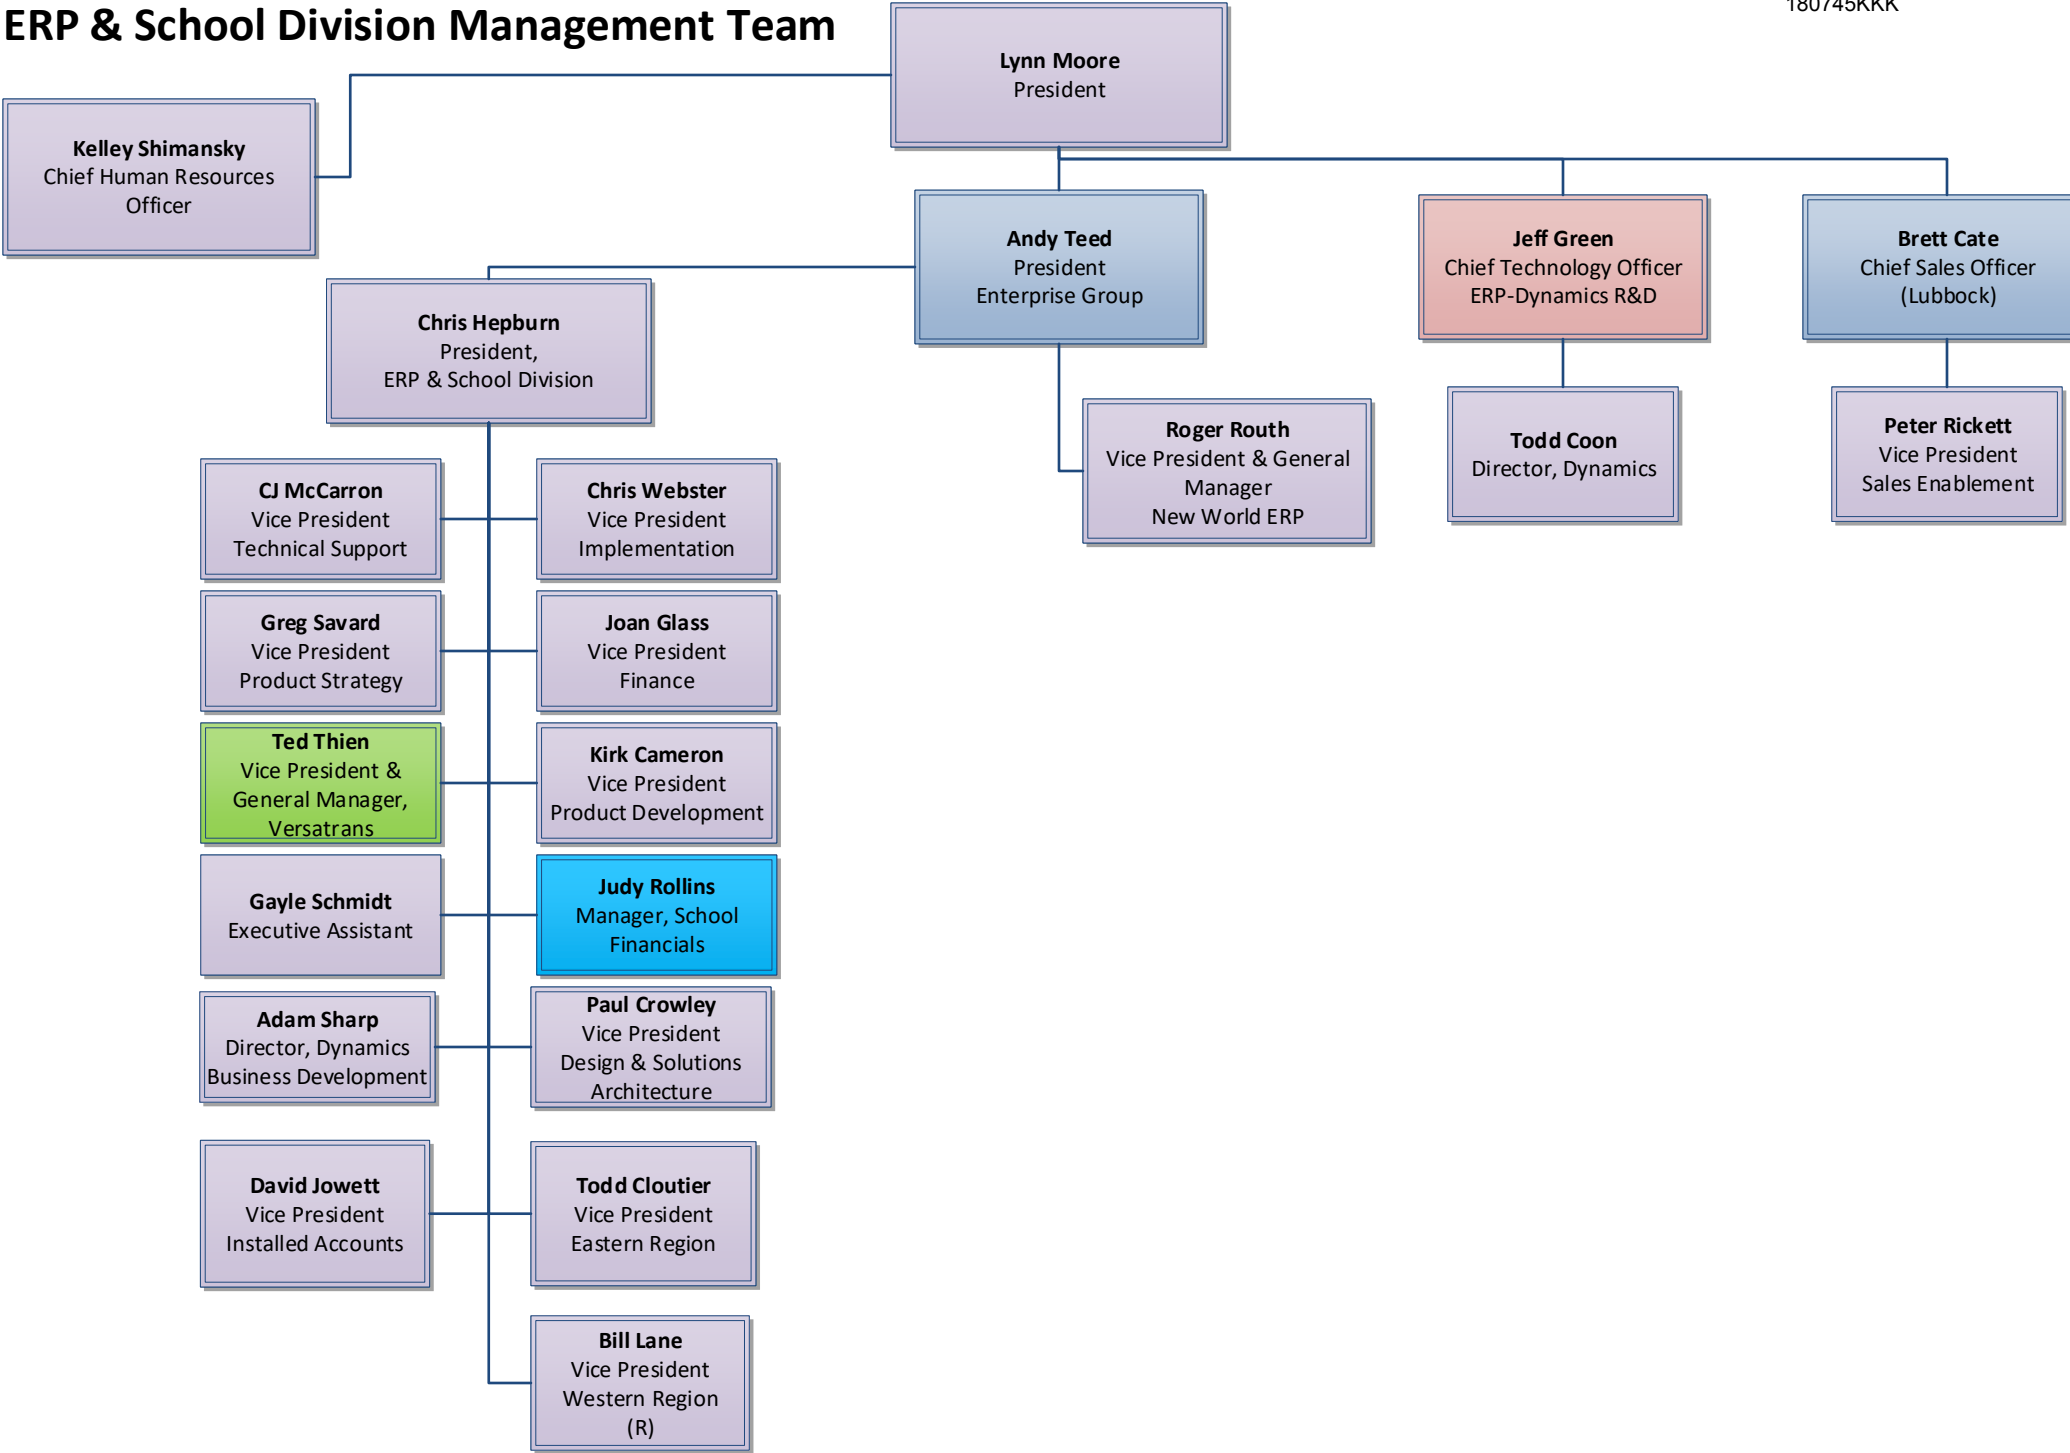 ERP & School Division Management Team
180745KKK
Lynn Moore
President
Kelley Shimansky
Chief Human Resources
Officer
Andy Teed
President
Enterprise Group
Jeff Green
Chief Technology Officer
ERP-Dynamics R&D
Brett Cate
Chief Sales Officer
(Lubbock)
Chris Hepburn
President,
ERP & School Division
Roger Routh
Vice President & General
Manager
New World ERP
Todd Coon
Director, Dynamics
Peter Rickett
Vice President
Sales Enablement
CJ McCarron
Vice President
Technical Support
Chris Webster
Vice President
Implementation
Greg Savard
Vice President
Product Strategy
Joan Glass
Vice President
Finance
Ted Thien
Vice President &
General Manager,
Versatrans
Kirk Cameron
Vice President
Product Development
Gayle Schmidt
Executive Assistant
Judy Rollins
Manager, School
Financials
Adam Sharp
Director, Dynamics
Business Development
Paul Crowley
Vice President
Design & Solutions
Architecture
David Jowett
Vice President
Installed Accounts
Todd Cloutier
Vice President
Eastern Region
Bill Lane
Vice President
Western Region
(R)